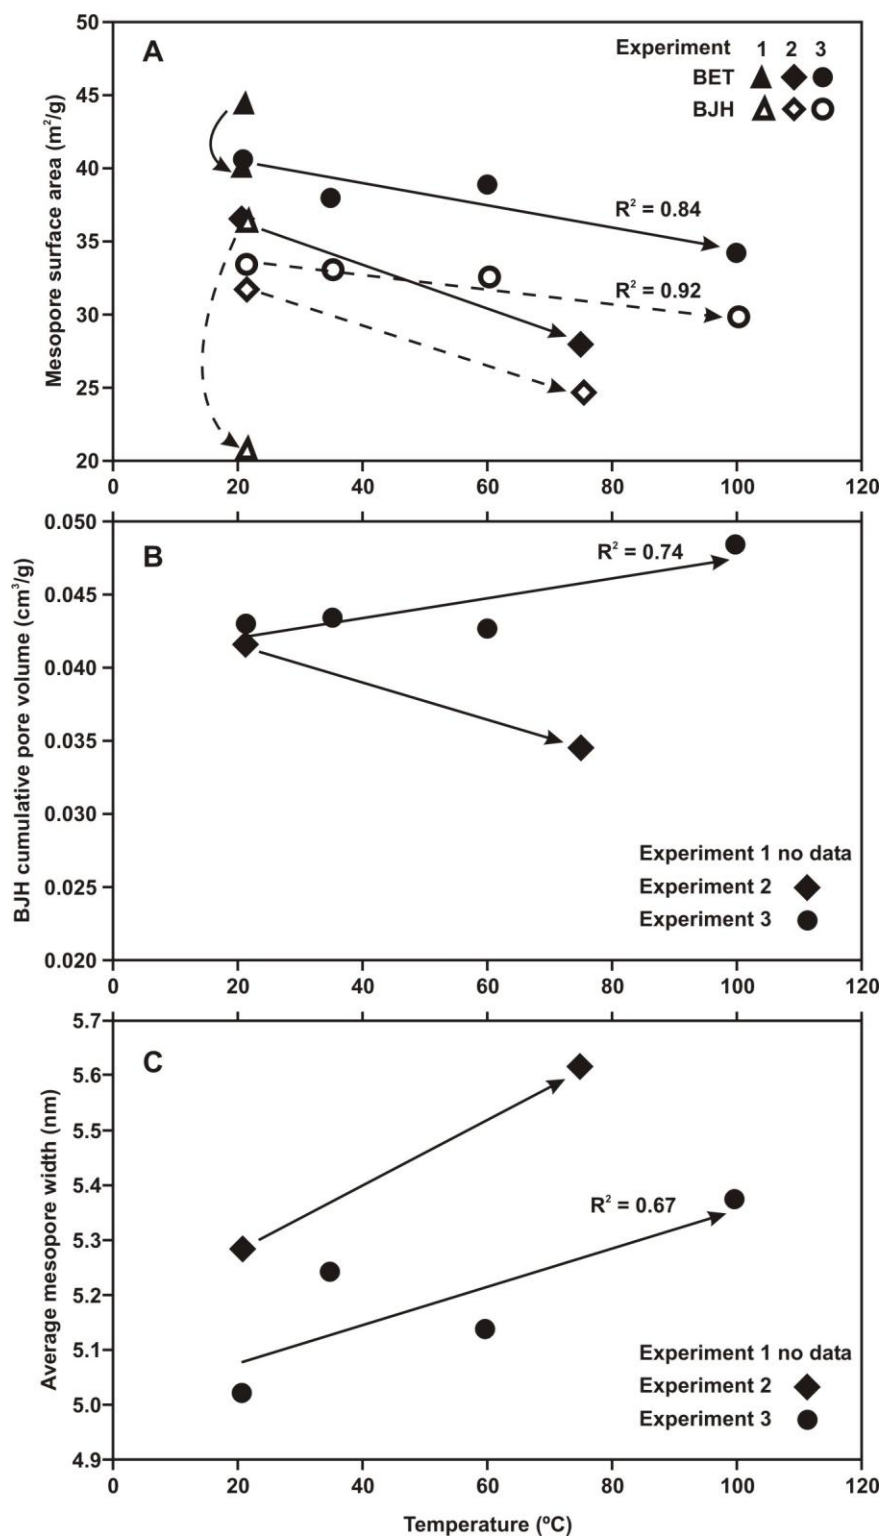 50
A
Experiment 1 2 3
BET
BJH
45
40
35
30
25
20
R² = 0.84
R² = 0.92
Mesopore surface area (m²/g)
0 20 40 60 80 100 120
0.050
B
R² = 0.74
0.045
0.040
0.035
0.030
0.025
0.020
BJH cumulative pore volume (cm³/g)
Experiment 1 no data
Experiment 2
Experiment 3
0 20 40 60 80 100 120
5.7
C
5.6
5.5
5.4
5.3
5.2
5.1
5.0
4.9
R² = 0.67
Average mesopore width (nm)
Experiment 1 no data
Experiment 2
Experiment 3
0 20 40 60 80 100 120
Temperature (ºC)